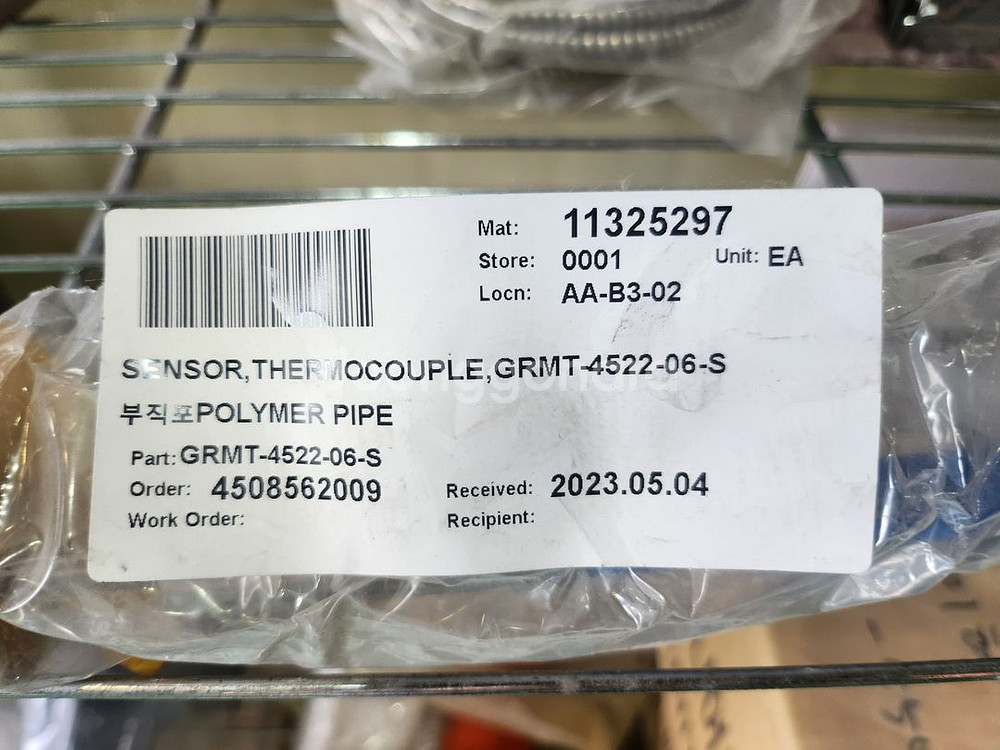 Mat: 11325297
Store: 0001 Unit: EA
Locn: AA-B3-02
SENSOR,THERMOCOUPLE,GRMT-4522-06-S
부직포POLYMER PIPE
Part: GRMT-4522-06-S
Order: 4508562009 Received: 2023.05.04
Work Order: Recipient: